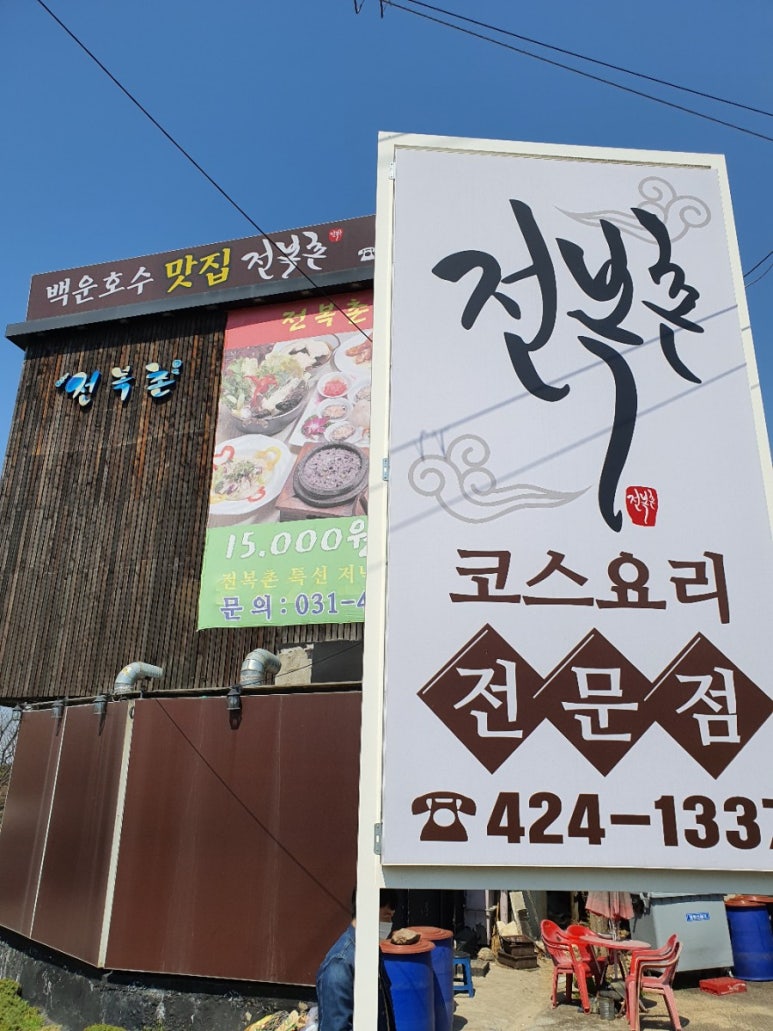 백운호수 맛집 전복촌
전복촌
전복촌
15.000원
전복촌 특선 저녁
문의 : 031-4
전복촌
전복촌
코스요리
전문점
☎424-1337